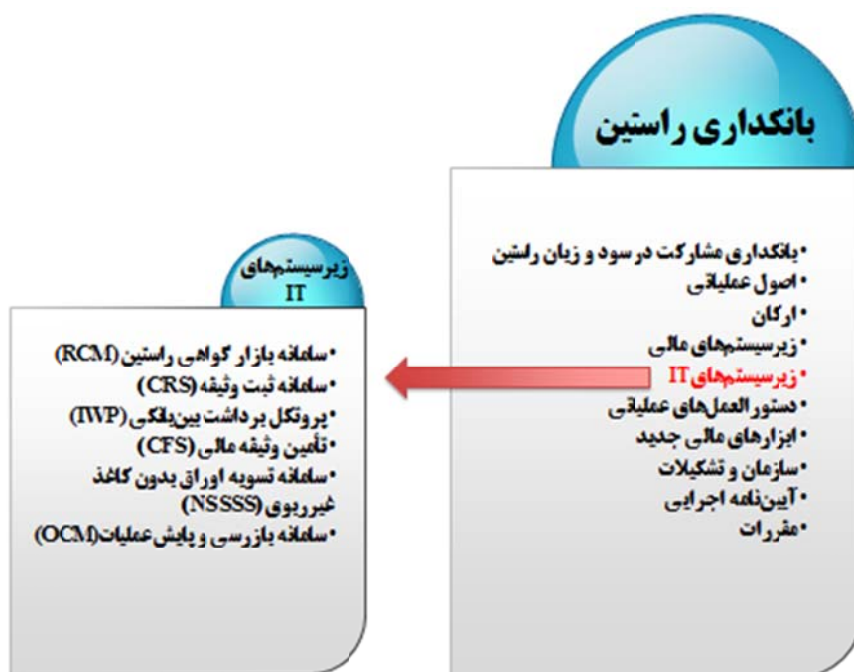 بانکداری راستین
•بانکداری مشارکت در سود و زیان راستین
•اصول عملیاتی
•ارکان
•زیرسیستم‌های مالی
•زیرسیستم‌های IT
•دستورالعمل‌های عملیاتی
•ابزارهای مالی جدید
•سازمان و تشکیلات
•آیین‌نامه اجرایی
•مقررات
زیرسیستم‌های
IT
•سامانه بازار گواهی راستین (RCM)
•سامانه ثبت وثیقه (CRS)
•پروتکل برداشت بین‌بانکی (IWP)
•تأمین وثیقه مالی (CFS)
•سامانه تسویه اوراق بدون کاغذ
غیرربوی (NSSSS)
•سامانه بازرسی و پایش عملیات(OCM)